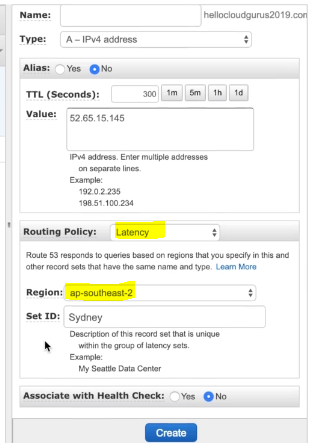 Name: hellocloudgurus2019.com
Type: A – IPv4 address
Alias: Yes No
TTL (Seconds): 300 1m 5m 1h 1d
Value: 52.65.15.145
IPv4 address. Enter multiple addresses
on separate lines.
Example:
192.0.2.235
198.51.100.234
Routing Policy: Latency
Route 53 responds to queries based on regions that you specify in this and
other record sets that have the same name and type. Learn More
Region: ap-southeast-2
Set ID: Sydney
Description of this record set that is unique
within the group of latency sets.
Example:
My Seattle Data Center
Associate with Health Check: Yes No
Create